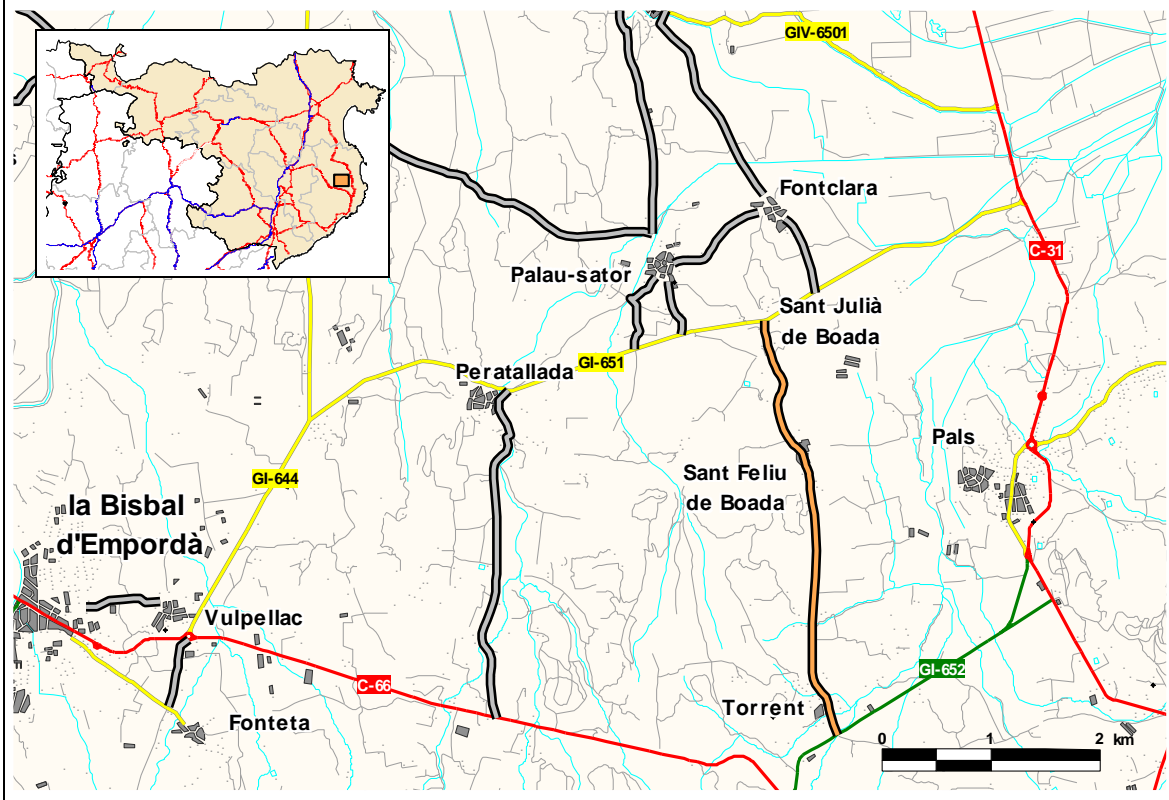 GIV-6501
Fontclara
C-31
Palau-sator
Sant Julià
de Boada
GI-651
Peratallada
Pals
GI-644
Sant Feliu
de Boada
la Bisbal
d'Empordà
Vulpellac
GI-652
C-66
Torrent
Fonteta
0 1 2 km